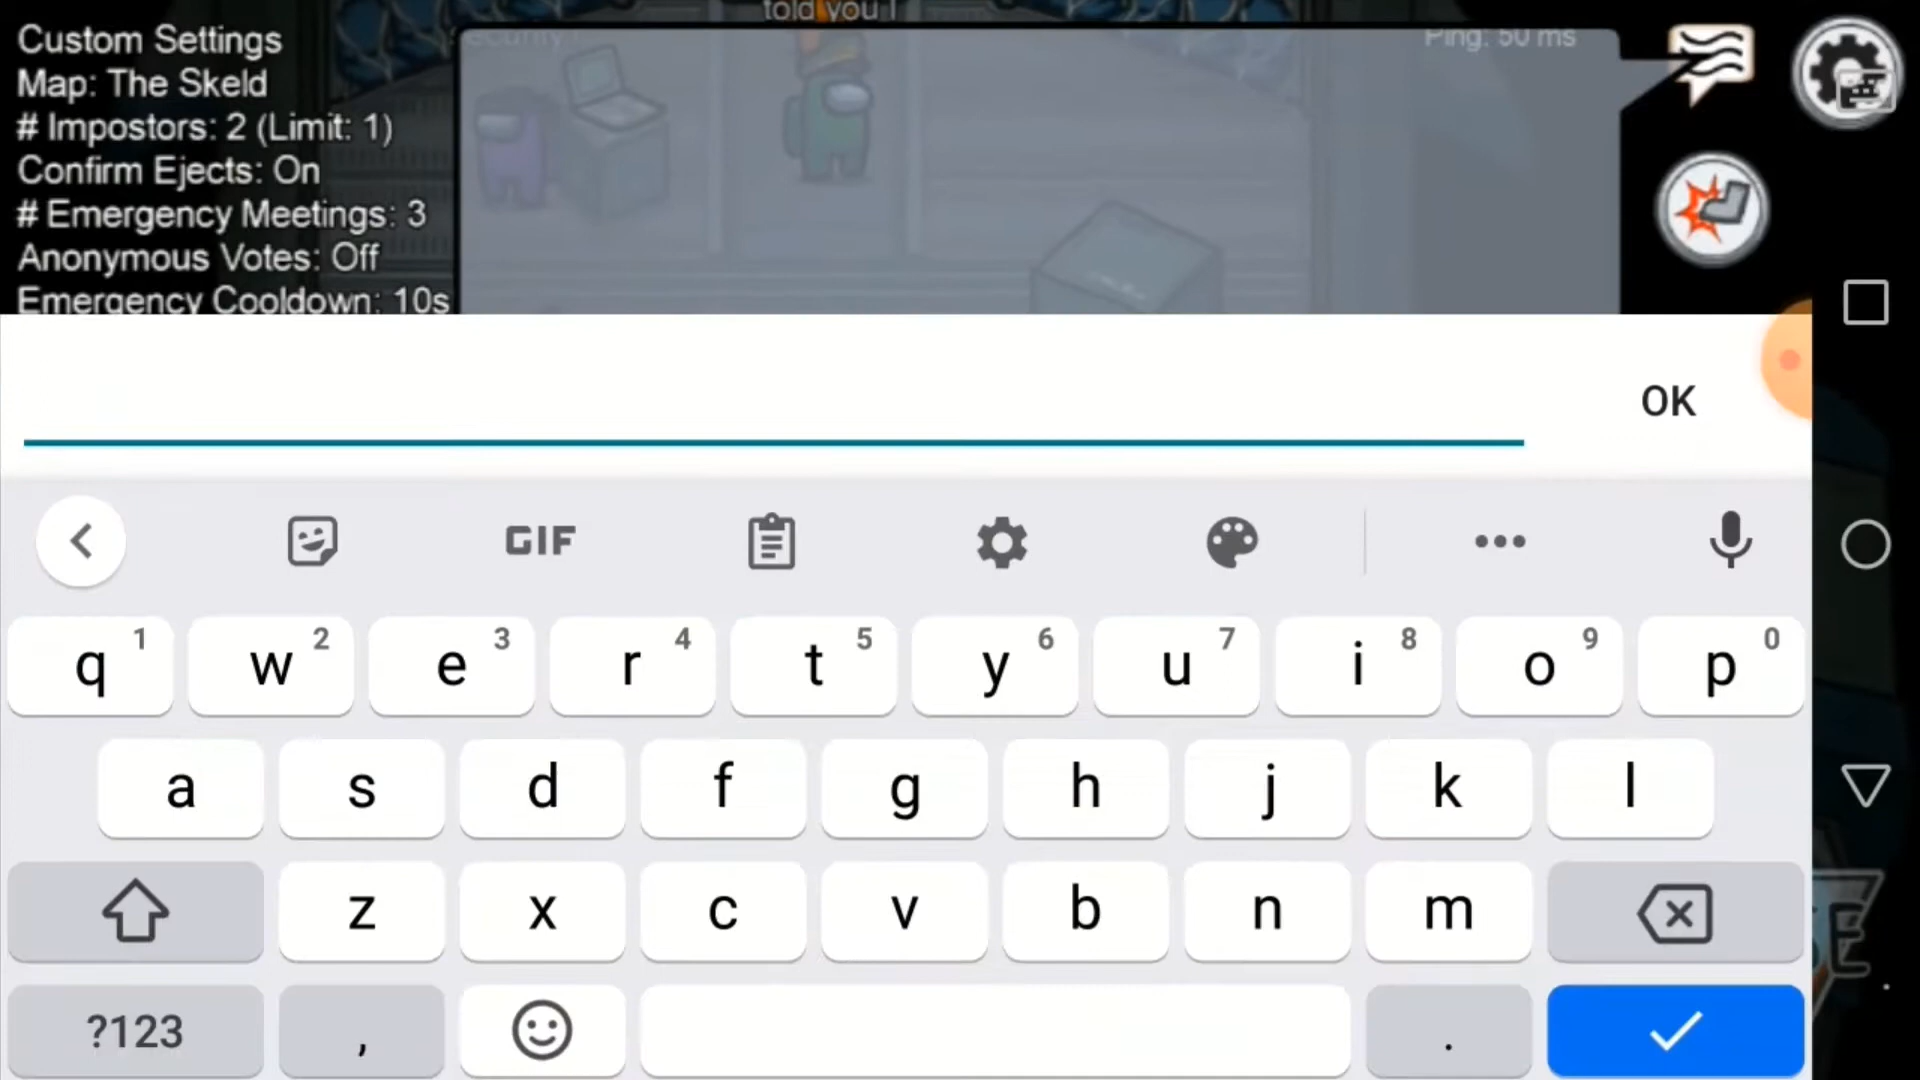 told you I
Custom Settings
Ping: 50 ms
Map: The Skeld
# Impostors: 2 (Limit: 1)
Confirm Ejects: On
# Emergency Meetings: 3
Anonymous Votes: Off
Emergency Cooldown: 10s
OK
GIF
q 1 w 2 e 3 r 4 t 5 y 6 u 7 i 8 o 9 p 0
a s d f g h j k l
z x c v b n m
?123 , .